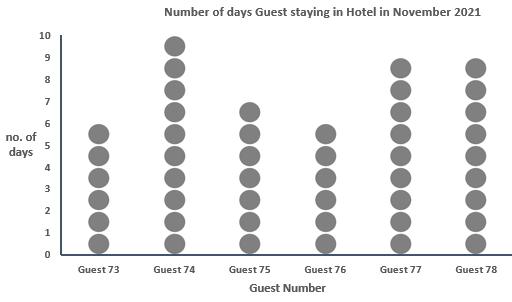 Number of days Guest staying in Hotel in November 2021
10
9
8
7
6
5
4
3
2
1
0
no. of
days
Guest 73 Guest 74 Guest 75 Guest 76 Guest 77 Guest 78
Guest Number